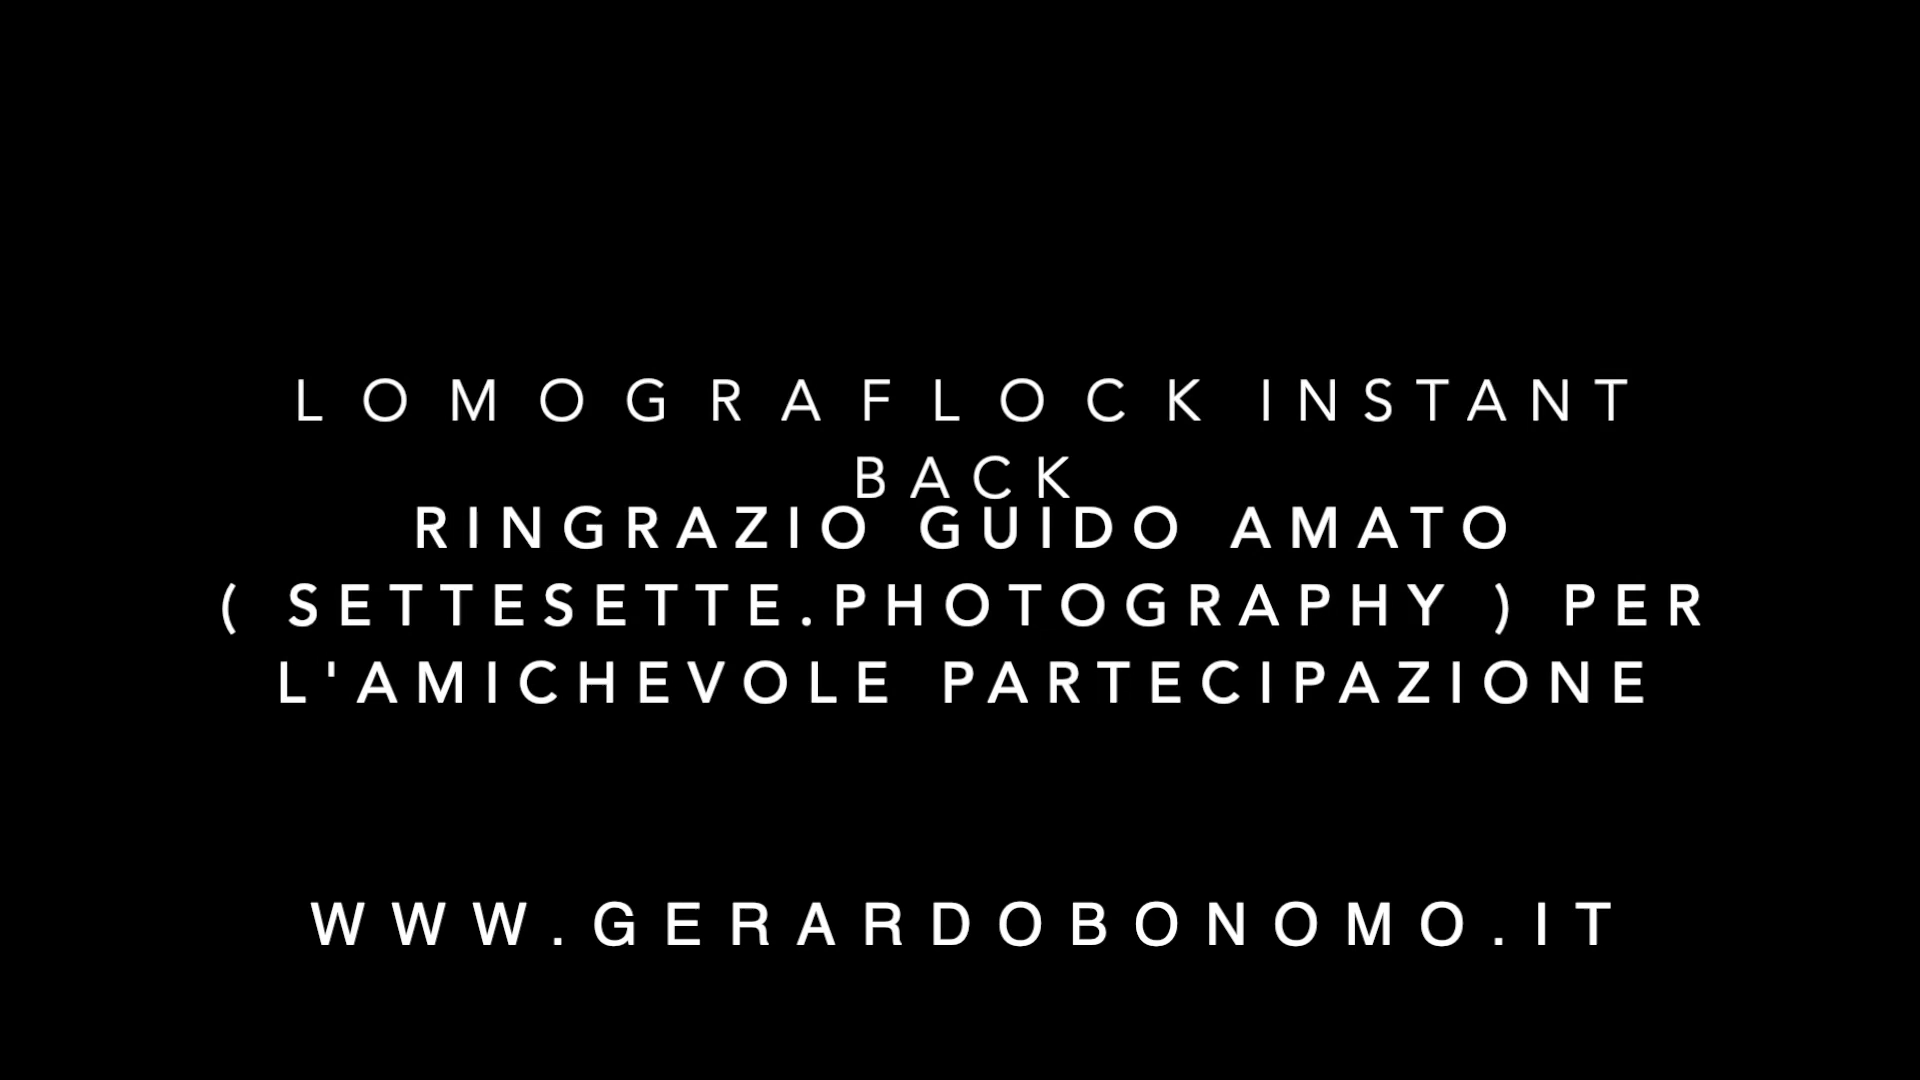 LOMOGRAFLOCK INSTANT
BACK
RINGRAZIO GUIDO AMATO
( SETTESETTE.PHOTOGRAPHY ) PER
L'AMICHEVOLE PARTECIPAZIONE
WWW.GERARDOBONOMO.IT